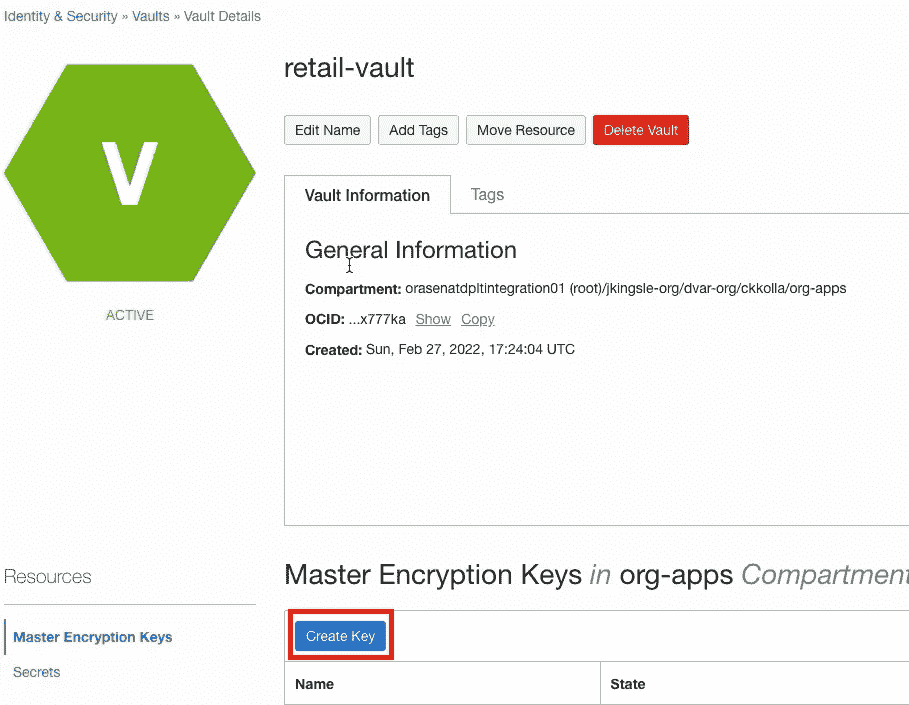 Identity & Security » Vaults » Vault Details
V
ACTIVE
retail-vault
Edit Name Add Tags Move Resource Delete Vault
Vault Information Tags
General Information
Compartment: orasenatdpltintegration01 (root)/jkingsle-org/dvar-org/ckkolla/org-apps
OCID: ...x777ka Show Copy
Created: Sun, Feb 27, 2022, 17:24:04 UTC
Resources
Master Encryption Keys
Secrets
Master Encryption Keys in org-apps Compartment
Create Key
Name State